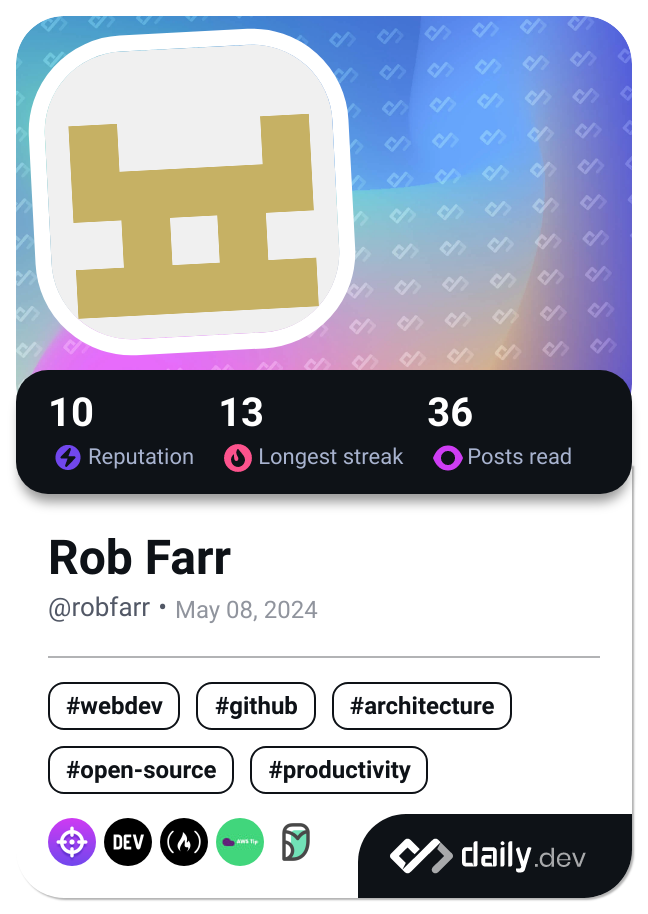 10 13 36
Reputation Longest streak Posts read
Rob Farr
@robfarr • May 08, 2024
#webdev #github #architecture
#open-source #productivity
DEV AWS Tip
daily.dev